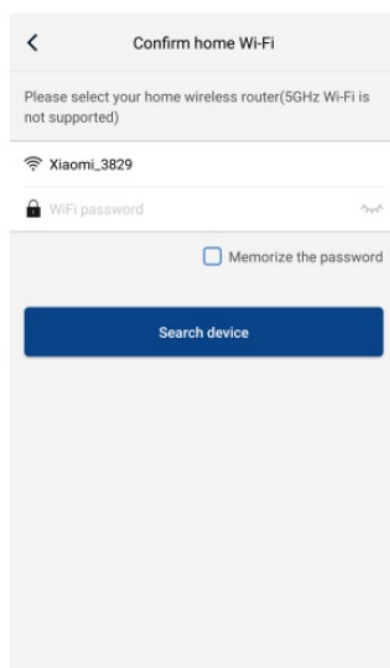 Confirm home Wi-Fi
Please select your home wireless router(5GHz Wi-Fi is
not supported)
Xiaomi_3829
WiFi password
Memorize the password
Search device